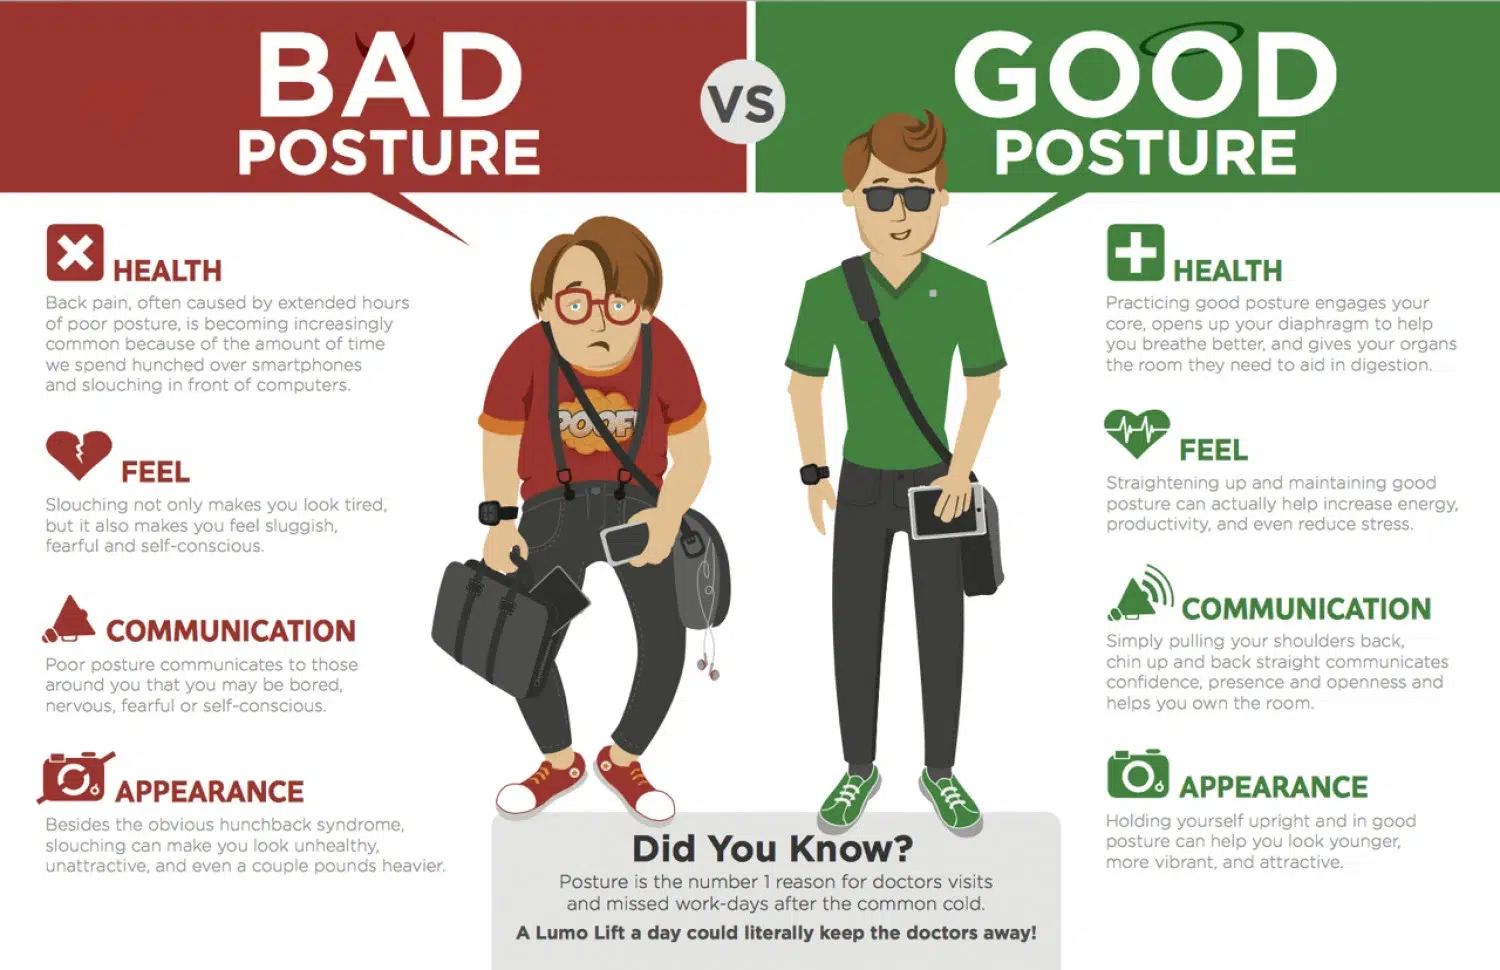 BAD
POSTURE
VS
GOOD
POSTURE
HEALTH
Back pain, often caused by extended hours
of poor posture, is becoming increasingly
common because of the amount of time
we spend hunched over smartphones
and slouching in front of computers.
FEEL
Slouching not only makes you look tired,
but it also makes you feel sluggish,
fearful and self-conscious.
COMMUNICATION
Poor posture communicates to those
around you that you may be bored,
nervous, fearful or self-conscious.
APPEARANCE
Besides the obvious hunchback syndrome,
slouching can make you look unhealthy,
unattractive, and even a couple pounds heavier.
POOF!
HEALTH
Practicing good posture engages your
core, opens up your diaphragm to help
you breathe better, and gives your organs
the room they need to aid in digestion.
FEEL
Straightening up and maintaining good
posture can actually help increase energy,
productivity, and even reduce stress.
COMMUNICATION
Simply pulling your shoulders back,
chin up and back straight communicates
confidence, presence and openness and
helps you own the room.
APPEARANCE
Holding yourself upright and in good
posture can help you look younger,
more vibrant, and attractive.
Did You Know?
Posture is the number 1 reason for doctors visits
and missed work-days after the common cold.
A Lumo Lift a day could literally keep the doctors away!